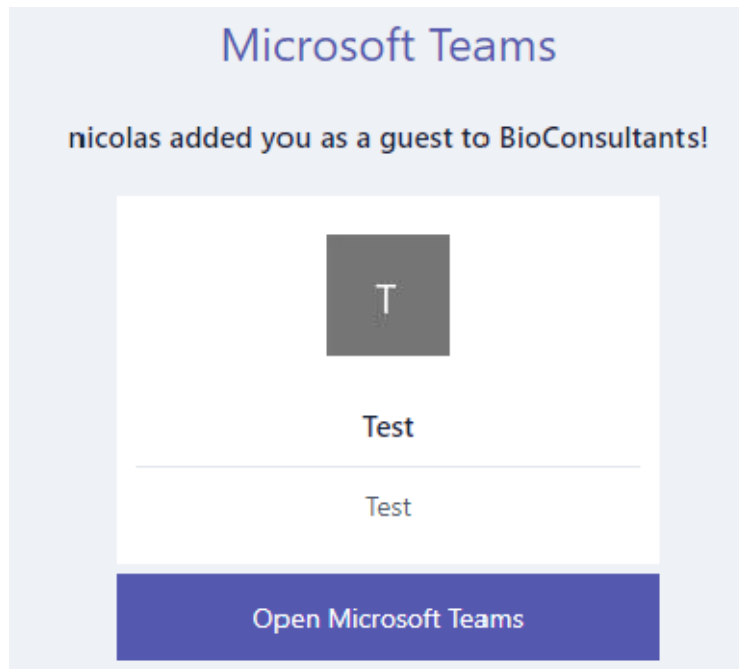 Microsoft Teams
nicolas added you as a guest to BioConsultants!
T
Test
Test
Open Microsoft Teams